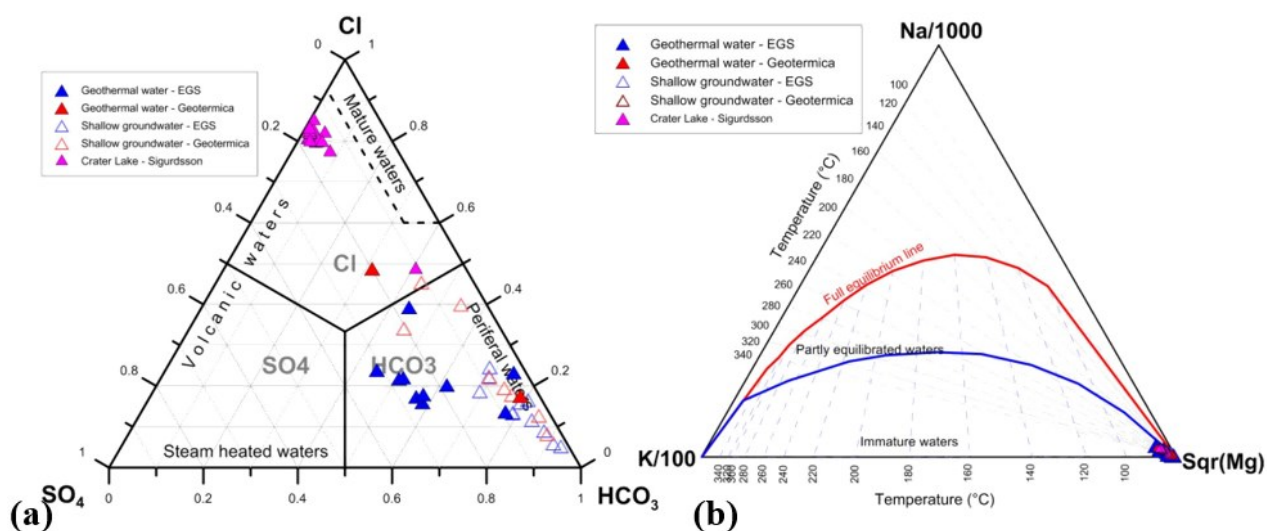 Cl
0
1
Geothermal water - EGS
Geothermal water - Geotermica
Shallow groundwater - EGS
Shallow groundwater - Geotermica
Crater Lake - Sigurdsson
0.2
0.8
Mature waters
0.4
0.6
Volcanic waters
Cl
0.6
0.4
Periferal waters
SO4
HCO3
0.8
0.2
Steam heated waters
1
0
SO4
0
0.2
0.4
0.6
0.8
1
HCO3
(a)
Na/1000
Geothermal water - EGS
Geothermal water - Geotermica
Shallow groundwater - EGS
Shallow groundwater - Geotermica
Crater Lake - Sigurdsson
100
120
140
160
180
200
220
240
260
280
300
320
340
Temperature (°C)
Full equilibrium line
Partly equilibrated waters
Immature waters
K/100
Sqr(Mg)
340
320
300
280
260
240
220
200
180
160
140
120
100
Temperature (°C)
(b)